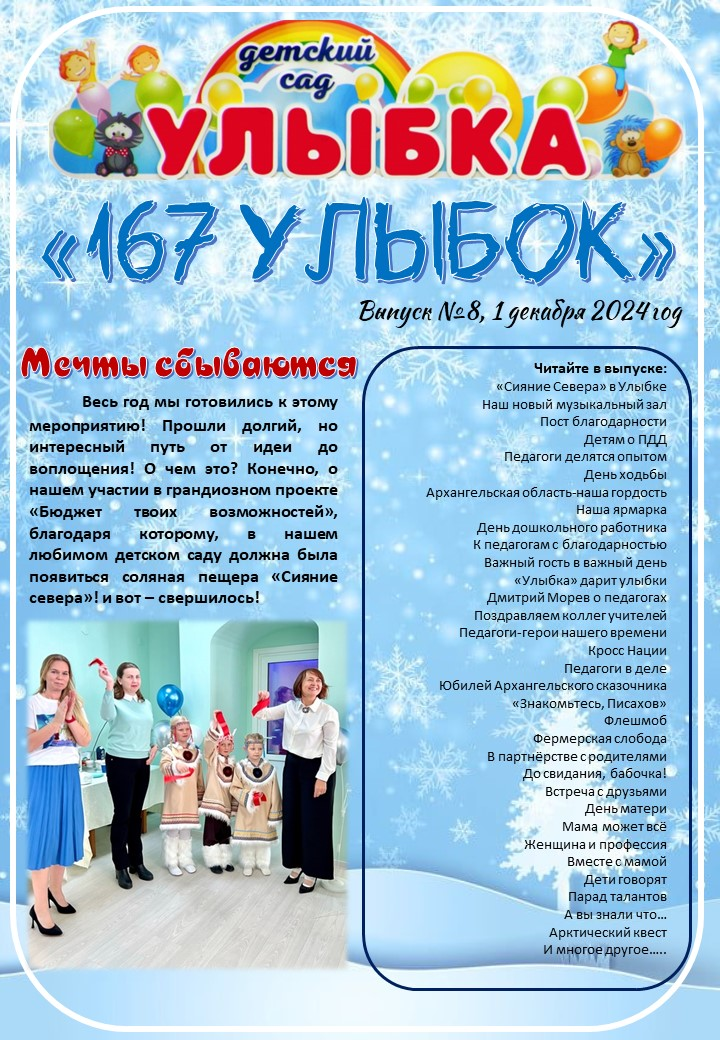 детский
сад
УЛЫБКА
«167 УЛЫБОК»
Выпуск №8, 1 декабря 2024 год
Мечты сбываются
Весь год мы готовились к этому
мероприятию! Прошли долгий, но
интересный путь от идеи до
воплощения! О чем это? Конечно, о
нашем участии в грандиозном проекте
«Бюджет твоих возможностей»,
благодаря которому, в нашем
любимом детском саду должна была
появиться соляная пещера «Сияние
севера»! и вот – свершилось!
Читайте в выпуске:
«Сияние Севера» в Улыбке
Наш новый музыкальный зал
Пост благодарности
Детям о ПДД
Педагоги делятся опытом
День ходьбы
Архангельская область-наша гордость
Наша ярмарка
День дошкольного работника
К педагогам с благодарностью
Важный гость в важный день
«Улыбка» дарит улыбки
Дмитрий Морев о педагогах
Поздравляем коллег учителей
Педагоги-герои нашего времени
Кросс Нации
Педагоги в деле
Юбилей Архангельского сказочника
«Знакомьтесь, Писахов»
Флешмоб
Фермерская слобода
В партнёрстве с родителями
До свидания, бабочка!
Встреча с друзьями
День матери
Мама может всё
Женщина и профессия
Вместе с мамой
Дети говорят
Парад талантов
А вы знали что…
Арктический квест
И многое другое…..